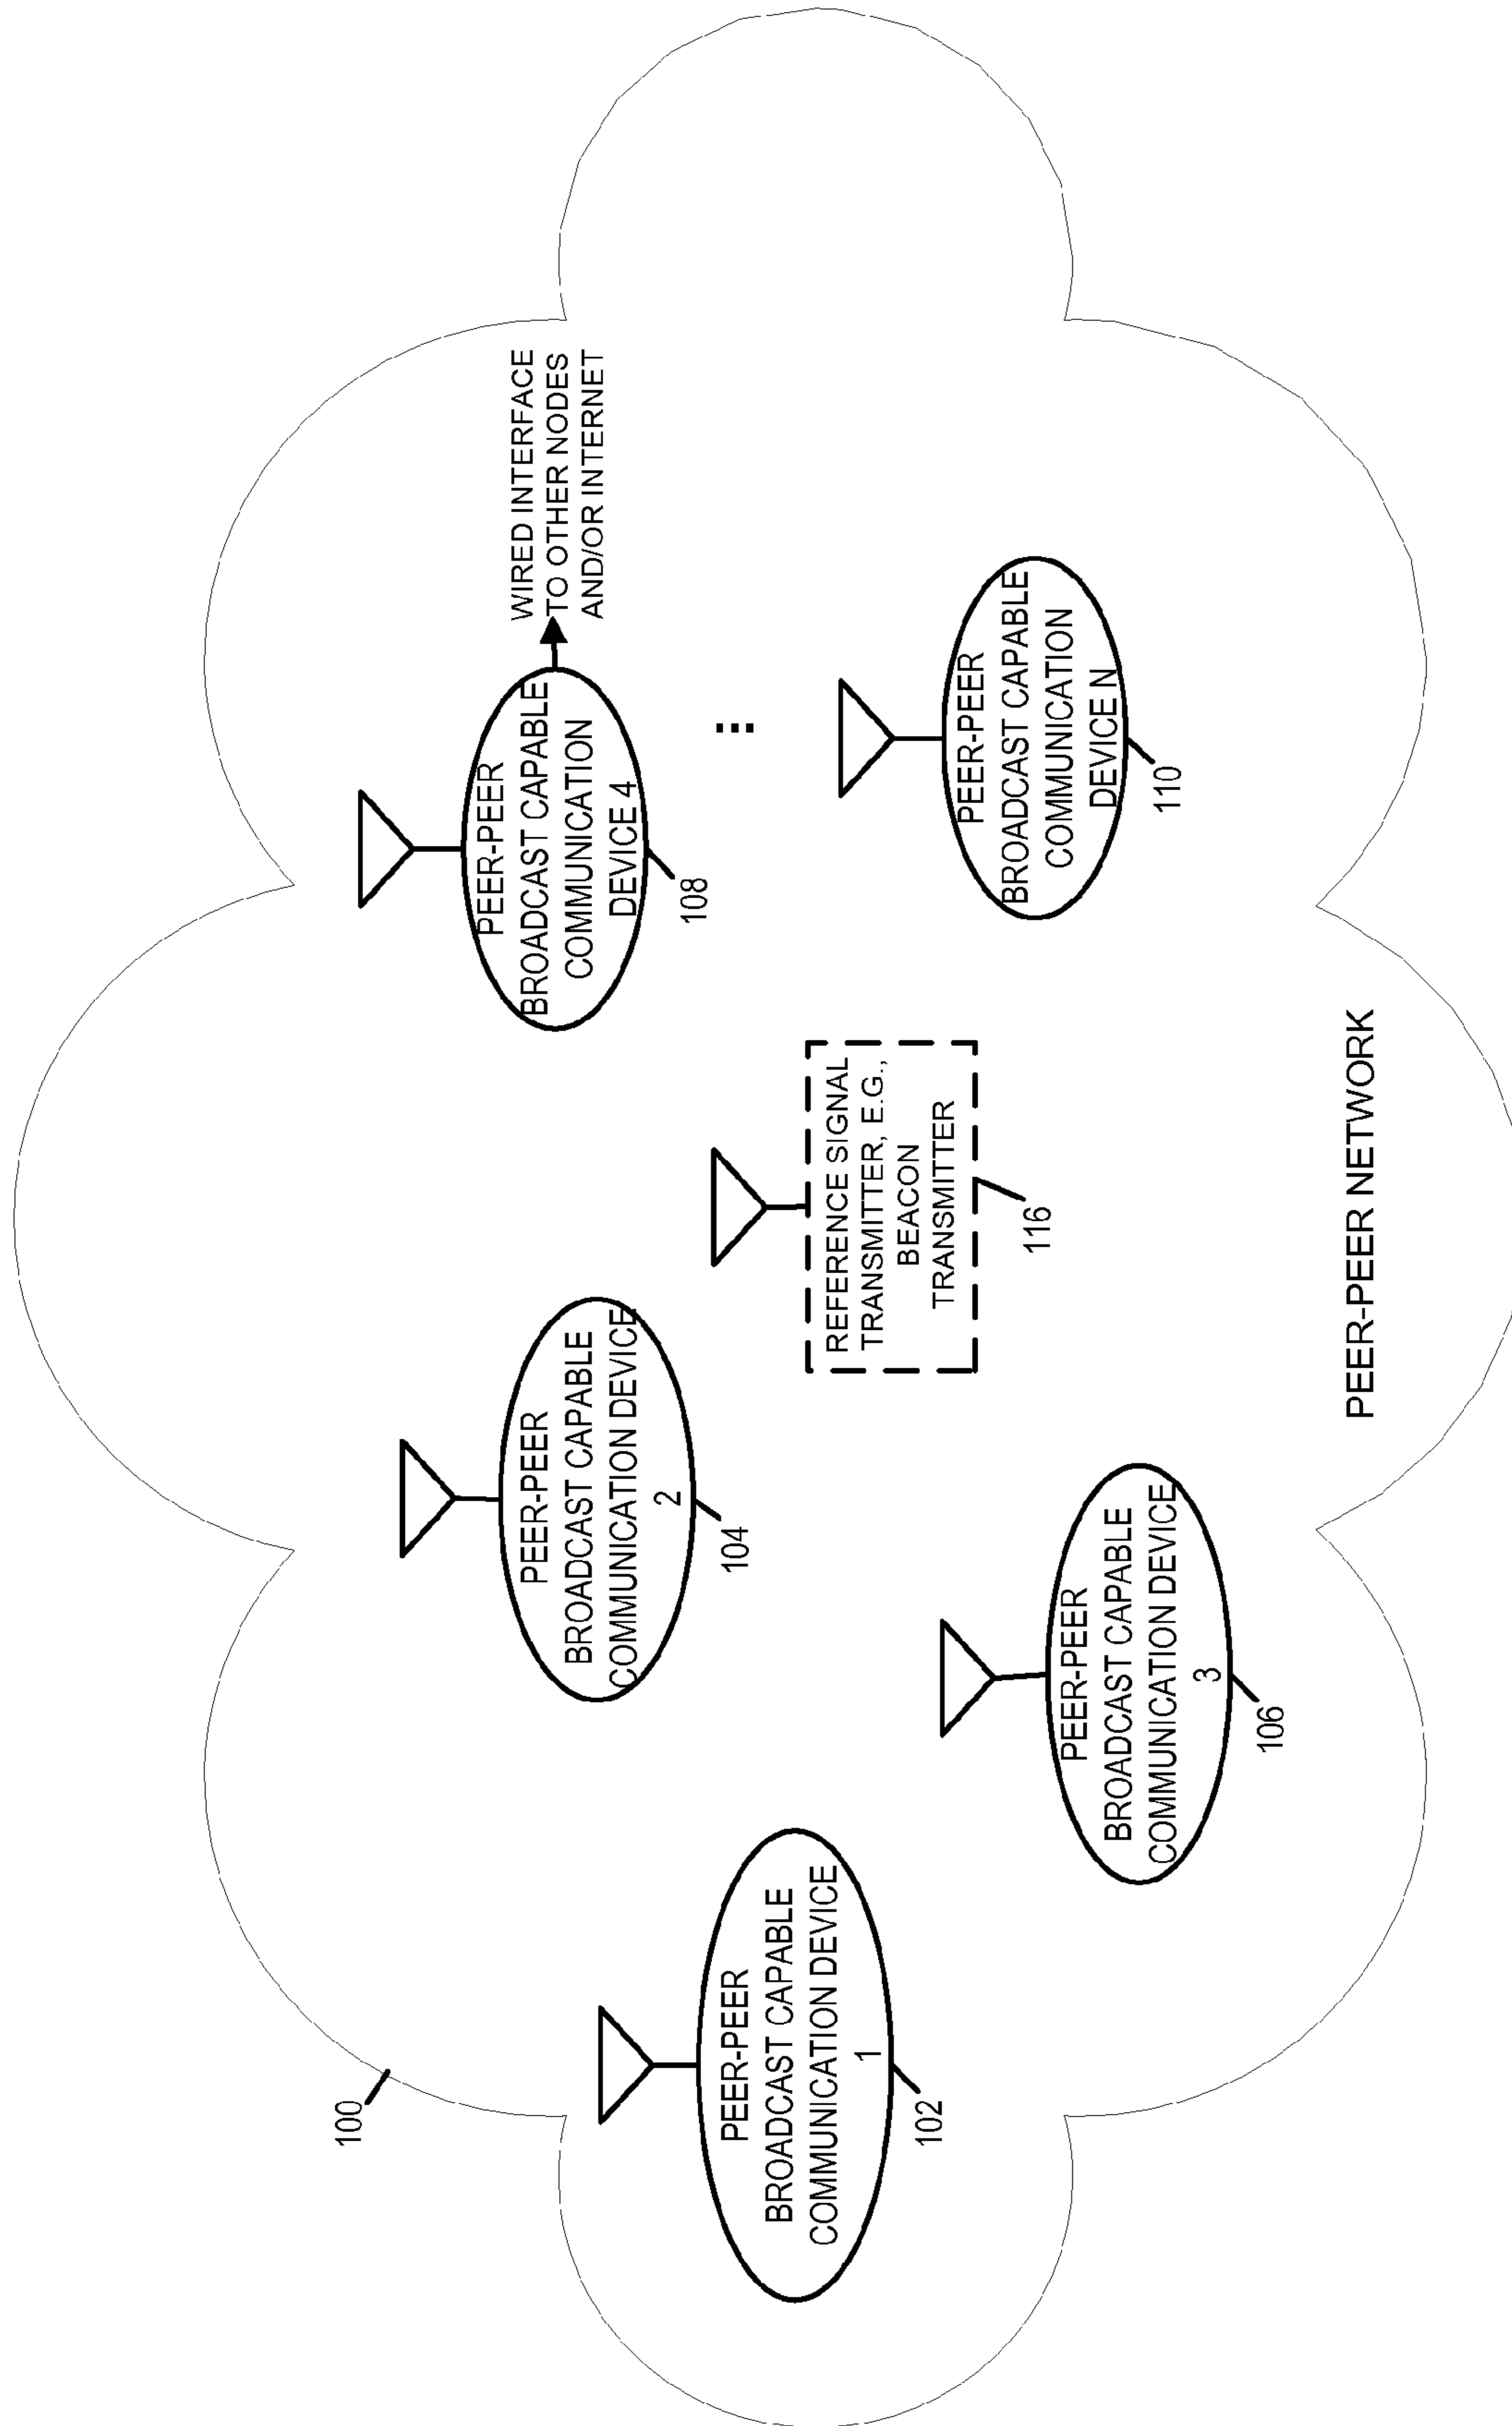 100
PEER-PEER
BROADCAST CAPABLE
COMMUNICATION DEVICE
1
102
PEER-PEER
BROADCAST CAPABLE
COMMUNICATION DEVICE
2
104
PEER-PEER
BROADCAST CAPABLE
COMMUNICATION DEVICE
3
106
REFERENCE SIGNAL
TRANSMITTER, E.G.,
BEACON
TRANSMITTER
116
PEER-PEER
BROADCAST CAPABLE
COMMUNICATION
DEVICE 4
108
WIRED INTERFACE
TO OTHER NODES
AND/OR INTERNET
...
PEER-PEER
BROADCAST CAPABLE
COMMUNICATION
DEVICE N
110
PEER-PEER NETWORK